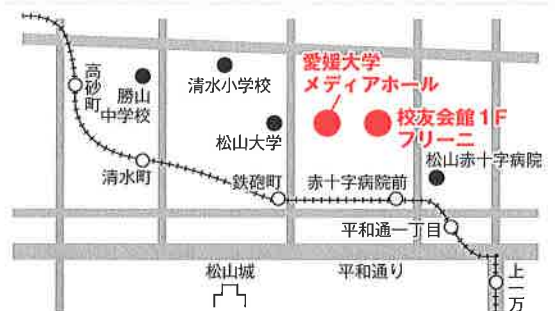 愛媛大学
メディアホール
高砂町
勝山
中学校
清水小学校
松山大学
校友会館1F
フリーニ
松山赤十字病院
清水町
鉄砲町
赤十字病院前
平和通一丁目
松山城
平和通り
上一万